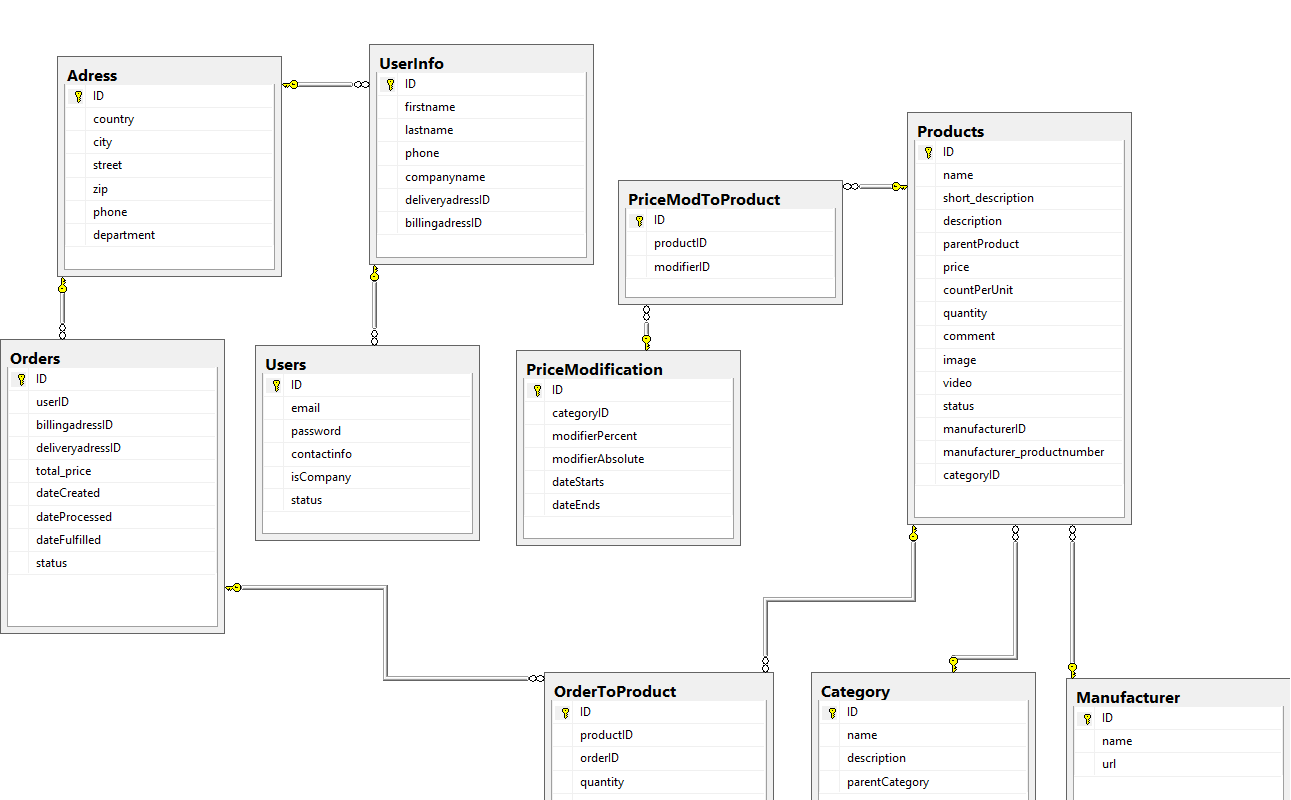 Adress
ID
country
city
street
zip
phone
department
UserInfo
ID
firstname
lastname
phone
companyname
deliveryadressID
billingadressID
Products
ID
name
short_description
description
parentProduct
price
countPerUnit
quantity
comment
image
video
status
manufacturerID
manufacturer_productnumber
categoryID
PriceModToProduct
ID
productID
modifierID
Orders
ID
userID
billingadressID
deliveryadressID
total_price
dateCreated
dateProcessed
dateFulfilled
status
Users
ID
email
password
contactinfo
isCompany
status
PriceModification
ID
categoryID
modifierPercent
modifierAbsolute
dateStarts
dateEnds
OrderToProduct
ID
productID
orderID
quantity
Category
ID
name
description
parentCategory
Manufacturer
ID
name
url